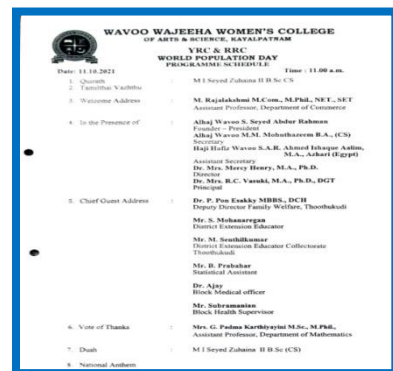 WAVOO WAJEEHA WOMEN'S COLLEGE
OF ARTS & SCIENCE, KAYALPATNAM
YRC & RRC
WORLD POPULATION DAY
PROGRAMME SCHEDULE
Date: 11.10.2021 Time : 11.00 a.m.
1. Quirath : M I Seyed Zuhaina II B.Sc CS
2. Tamilthai Vazhthu
3. Welcome Address : M. Rajalakshmi M.Com., M.Phil., NET., SET
Assistant Professor, Department of Commerce
4. In the Presence of : Alhaj Wavoo S. Seyed Abdur Rahman
Founder – President
Alhaj Wavoo M.M. Mohuthazeem B.A., (CS)
Secretary
Haji Hafiz Wavoo S.A.R. Ahmed Ishaque Aalim,
M.A., Azhari (Egypt)
Assistant Secretary
Dr. Mrs. Mercy Henry, M.A., Ph.D.
Director
Dr. Mrs. R.C. Vasuki, M.A., Ph.D., DGT
Principal
5. Chief Guest Address : Dr. P. Pon Esakky MBBS., DCH
Deputy Director Family Welfare, Thoothukudi
Mr. S. Mohanaregan
District Extension Educator
Mr. M. Senthilkumar
District Extension Educator Collectorate
Thoothukudi
Mr. B. Prabahar
Statistical Assistant
Dr. Ajay
Block Medical officer
Mr. Subramanian
Block Health Supervisor
6. Vote of Thanks : Mrs. G. Padma Karthiyayini M.Sc., M.Phil.,
Assistant Professor, Department of Mathematics
7. Duah : M I Seyed Zuhaina II B.Sc (CS)
8. National Anthem